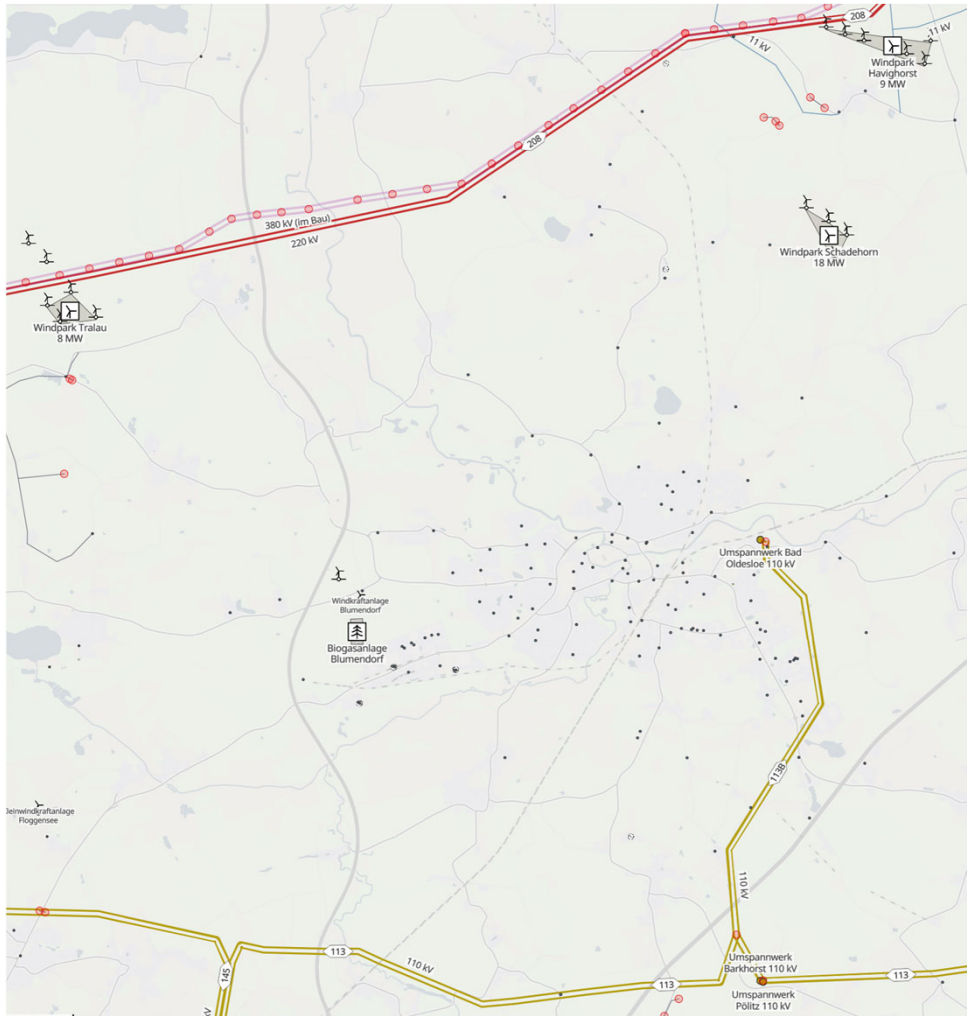 208
11 kV
11 kV
Windpark
Havighorst
9 MW
208
380 kV (im Bau)
220 kV
Windpark Schadehorn
18 MW
Windpark Tralau
8 MW
Umspannwerk Bad
Oldesloe 110 kV
Windkraftanlage
Blumendorf
Biogasanlage
Blumendorf
113B
einwindkraftanlage
Floggensee
110 kV
113
145
110 kV
113
Umspannwerk
Barkhorst 110 kV
113
Umspannwerk
Pölitz 110 kV